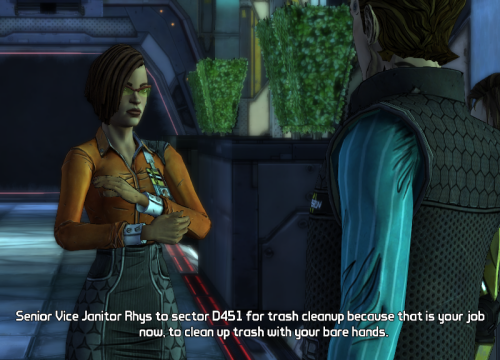 Senior Vice Janitor Rhys to sector D451 for trash cleanup because that is your job
now, to clean up trash with your bare hands.